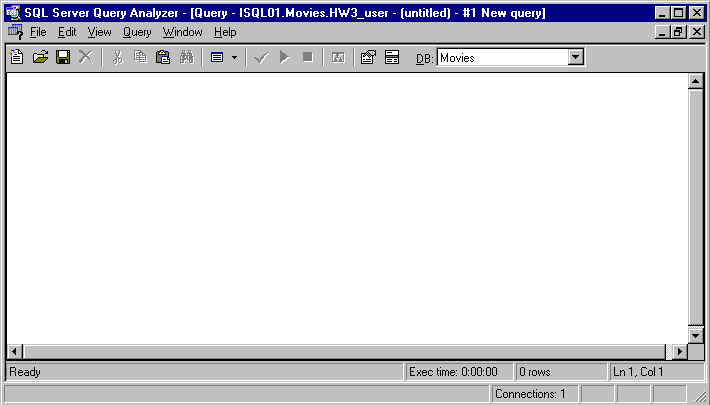 SQL Server Query Analyzer - [Query - ISQL01.Movies.HW3_user - (untitled) - #1 New query]
File Edit View Query Window Help
DB: Movies
Ready Exec time: 0:00:00 0 rows Ln 1, Col 1
Connections: 1